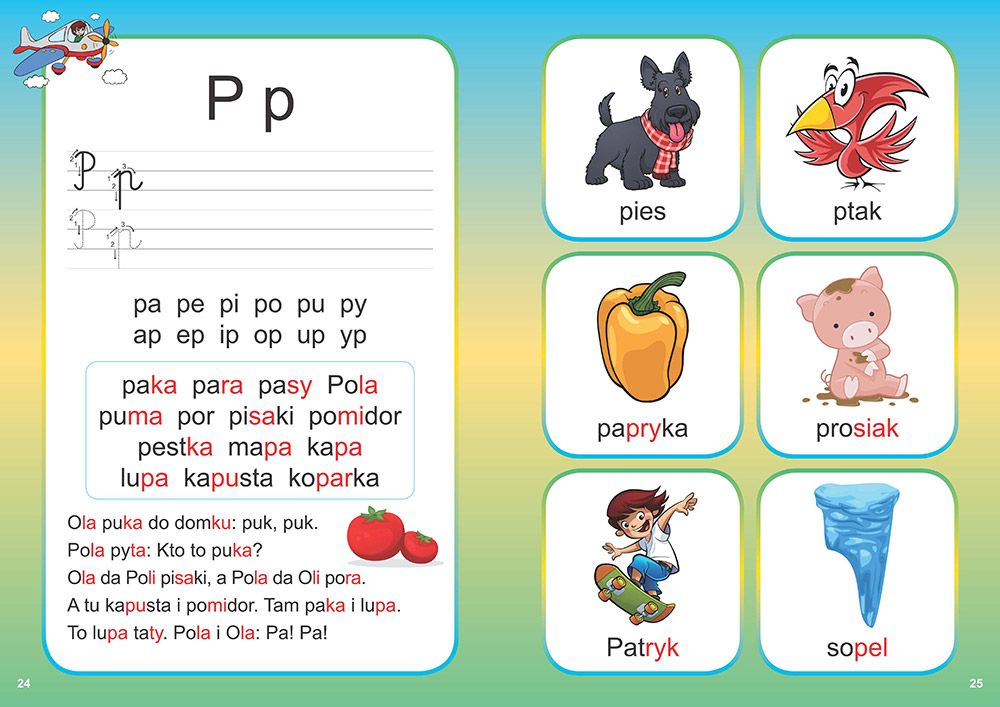 P p
P p
P p
pa pe pi po pu py
ap ep ip op up yp
paka para pasy Pola
puma por pisaki pomidor
pestka mapa kapa
lupa kapusta koparka
Ola puka do domku: puk, puk.
Pola pyta: Kto to puka?
Ola da Poli pisaki, a Pola da Oli pora.
A tu kapusta i pomidor. Tam paka i lupa.
To lupa taty. Pola i Ola: Pa! Pa!
24
pies
ptak
papryka
prosiak
Patryk
sopel
25